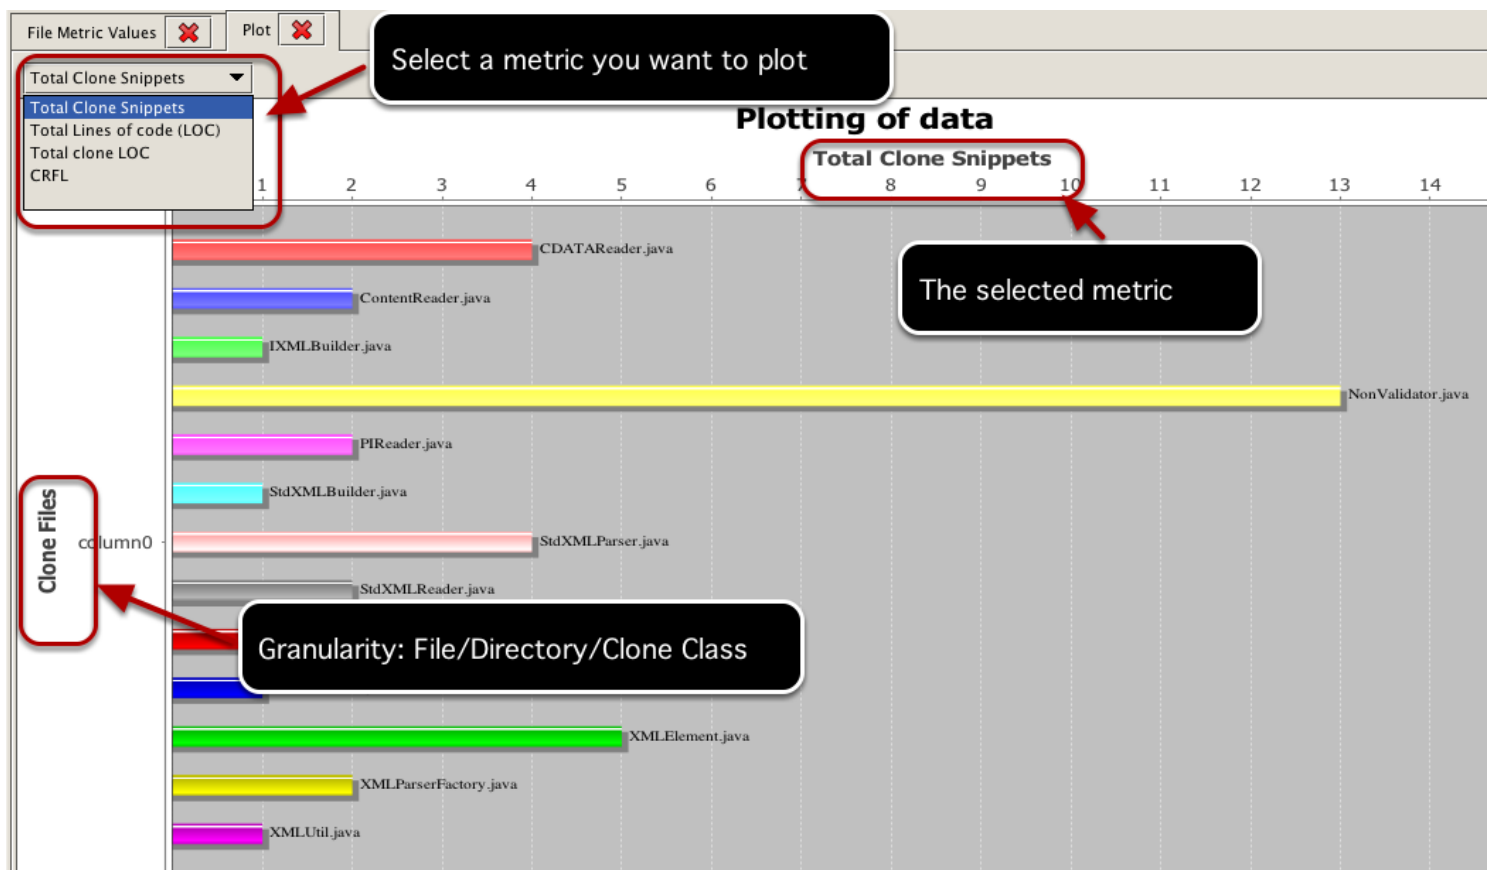 File Metric Values
Plot
Select a metric you want to plot
Total Clone Snippets
Total Clone Snippets
Total Lines of code (LOC)
Total clone LOC
CRFL
Plotting of data
Total Clone Snippets
1 2 3 4 5 6 7 8 9 10 11 12 13 14
CDATAReader.java
The selected metric
ContentReader.java
IXMLBuilder.java
NonValidator.java
PIReader.java
StdXMLBuilder.java
Clone Files
column0
StdXMLParser.java
StdXMLReader.java
Granularity: File/Directory/Clone Class
XMLElement.java
XMLParserFactory.java
XMLUtil.java